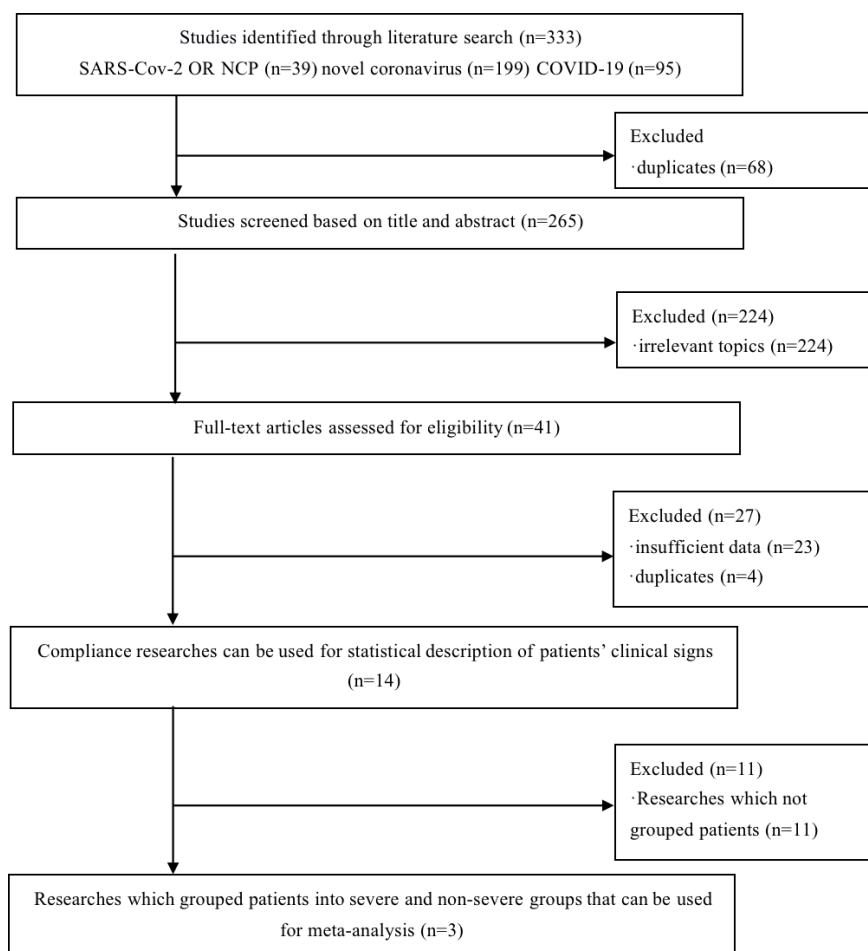 Studies identified through literature search (n=333)
SARS-Cov-2 OR NCP (n=39) novel coronavirus (n=199) COVID-19 (n=95)
Excluded
·duplicates (n=68)
Studies screened based on title and abstract (n=265)
Excluded (n=224)
·irrelevant topics (n=224)
Full-text articles assessed for eligibility (n=41)
Excluded (n=27)
·insufficient data (n=23)
·duplicates (n=4)
Compliance researches can be used for statistical description of patients’ clinical signs
(n=14)
Excluded (n=11)
·Researches which not
grouped patients (n=11)
Researches which grouped patients into severe and non-severe groups that can be used
for meta-analysis (n=3)